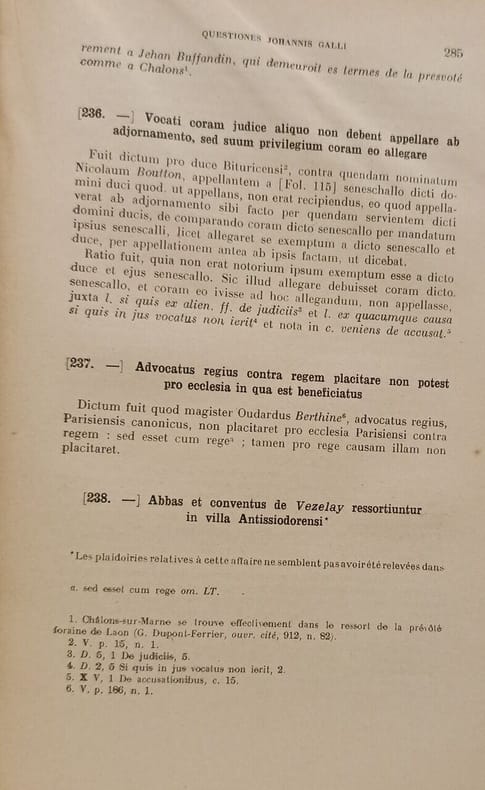 QUESTIONES JOHANNIS GALLI
285
rement a Jehan Buffandin, qui demeuroit es termes de la presvoté
comme a Chalons¹.
[236. —] Vocati coram judice aliquo non debent appellare ab
adjornamento, sed suum privilegium coram eo allegare
Fuit dictum pro duce Bituricensi², contra quendam nominatum
Nicolaum Boutton, appellantem a [Fol. 115] seneschallo dicti do-
mini duci quod, ut appellans, non erat recipiendus, eo quod appella-
verat ab adjornamento sibi facto per quendam servientem dicti
domini ducis, de comparando coram dicto senescallo per mandatum
ipsius senescalli, licet allegaret se exemptum a dicto senescallo et
duce, per appellationem antea ab ipsis factam, ut dicebat.
Ratio fuit, quia non erat notorium ipsum exemptum esse a dicto
duce et ejus senescallo. Sic illud allegare debuisset coram dicto.
senescallo, et coram eo ivisse ad hoc allegandum, non appellasse,
juxta l. si quis ex alien. ff. de judiciis³ et l. ex quacumque causa
si quis in jus vocatus non ierit⁴ et nota in c. veniens de accusat.⁵
[237. —] Advocatus regius contra regem placitare non potest
pro ecclesia in qua est beneficiatus
Dictum fuit quod magister Oudardus Berthine⁶, advocatus regius,
Parisiensis canonicus, non placitaret pro ecclesia Parisiensi contra
regem : sed esset cum regeᵃ ; tamen pro rege causam illam non
placitaret.
[238. —] Abbas et conventus de Vezelay ressortiuntur
in villa Antissiodorensi*
*Les plaidoiries relatives à cette affaire ne semblent pas avoir été relevées dans
a. sed esset cum rege om. LT.
1. Châlons-sur-Marne se trouve effectivement dans le ressort de la prévôté
foraine de Laon (G. Dupont-Ferrier, ouvr. cité, 912, n. 82).
2. V. p. 15, n. 1.
3. D. 5, 1 De judiciis, 5.
4. D. 2, 5 Si quis in jus vocatus non ierit, 2.
5. X V, 1 De accusationibus, c. 15.
6. V. p. 186, n. 1.